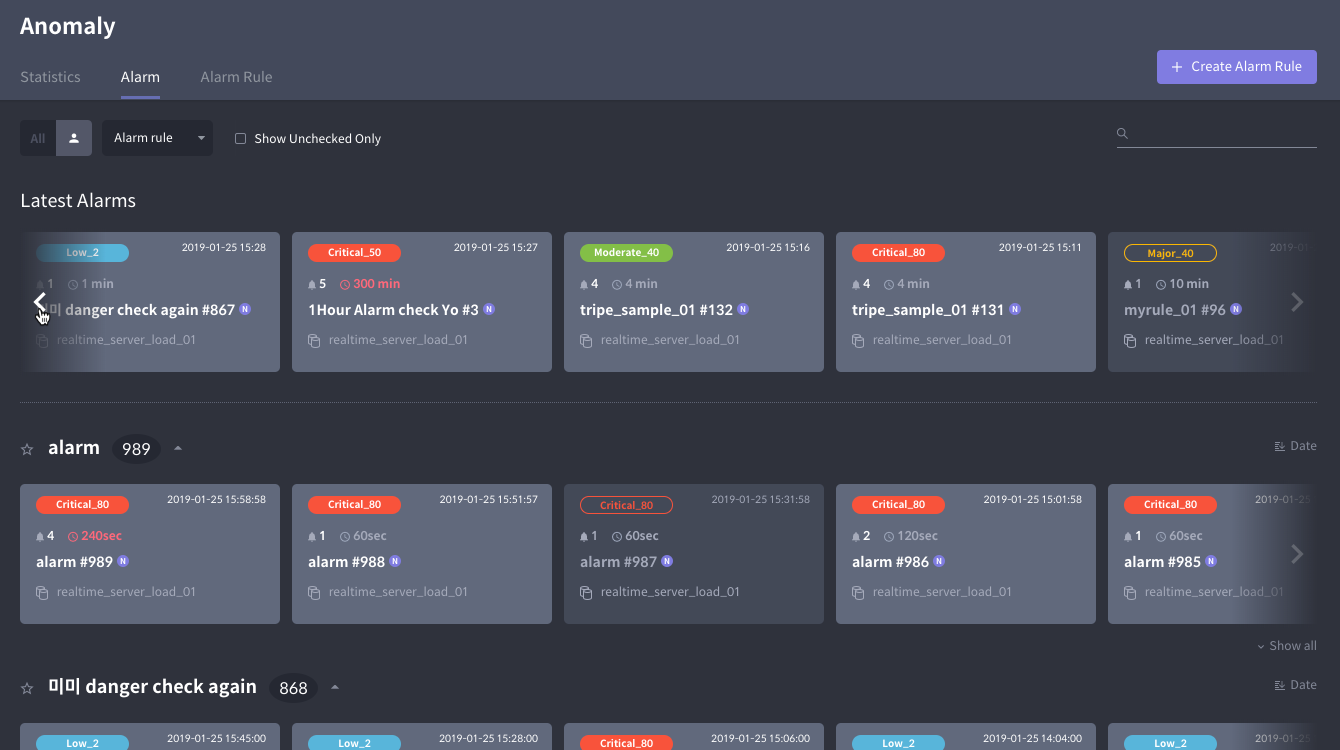 Anomaly
Statistics Alarm Alarm Rule
+ Create Alarm Rule
All Alarm rule Show Unchecked Only
Latest Alarms
Low_2 2019-01-25 15:28
1 1 min
미 danger check again #867 N
realtime_server_load_01
Critical_50 2019-01-25 15:27
5 300 min
1Hour Alarm check Yo #3 N
realtime_server_load_01
Moderate_40 2019-01-25 15:16
4 4 min
tripe_sample_01 #132 N
realtime_server_load_01
Critical_80 2019-01-25 15:11
4 4 min
tripe_sample_01 #131 N
realtime_server_load_01
Major_40 2019-01-
1 10 min
myrule_01 #96 N
realtime_server_load_01
alarm 989 Date
Critical_80 2019-01-25 15:58:58
4 240sec
alarm #989 N
realtime_server_load_01
Critical_80 2019-01-25 15:51:57
1 60sec
alarm #988 N
realtime_server_load_01
Critical_80 2019-01-25 15:31:58
1 60sec
alarm #987 N
realtime_server_load_01
Critical_80 2019-01-25 15:01:58
2 120sec
alarm #986 N
realtime_server_load_01
Critical_80 2019-01-25
1 60sec
alarm #985 N
realtime_server_load_01
Show all
미미 danger check again 868 Date
Low_2 2019-01-25 15:45:00
Low_2 2019-01-25 15:28:00
Critical_80 2019-01-25 15:06:00
Low_2 2019-01-25 14:04:00
Low_2 2019-01-25